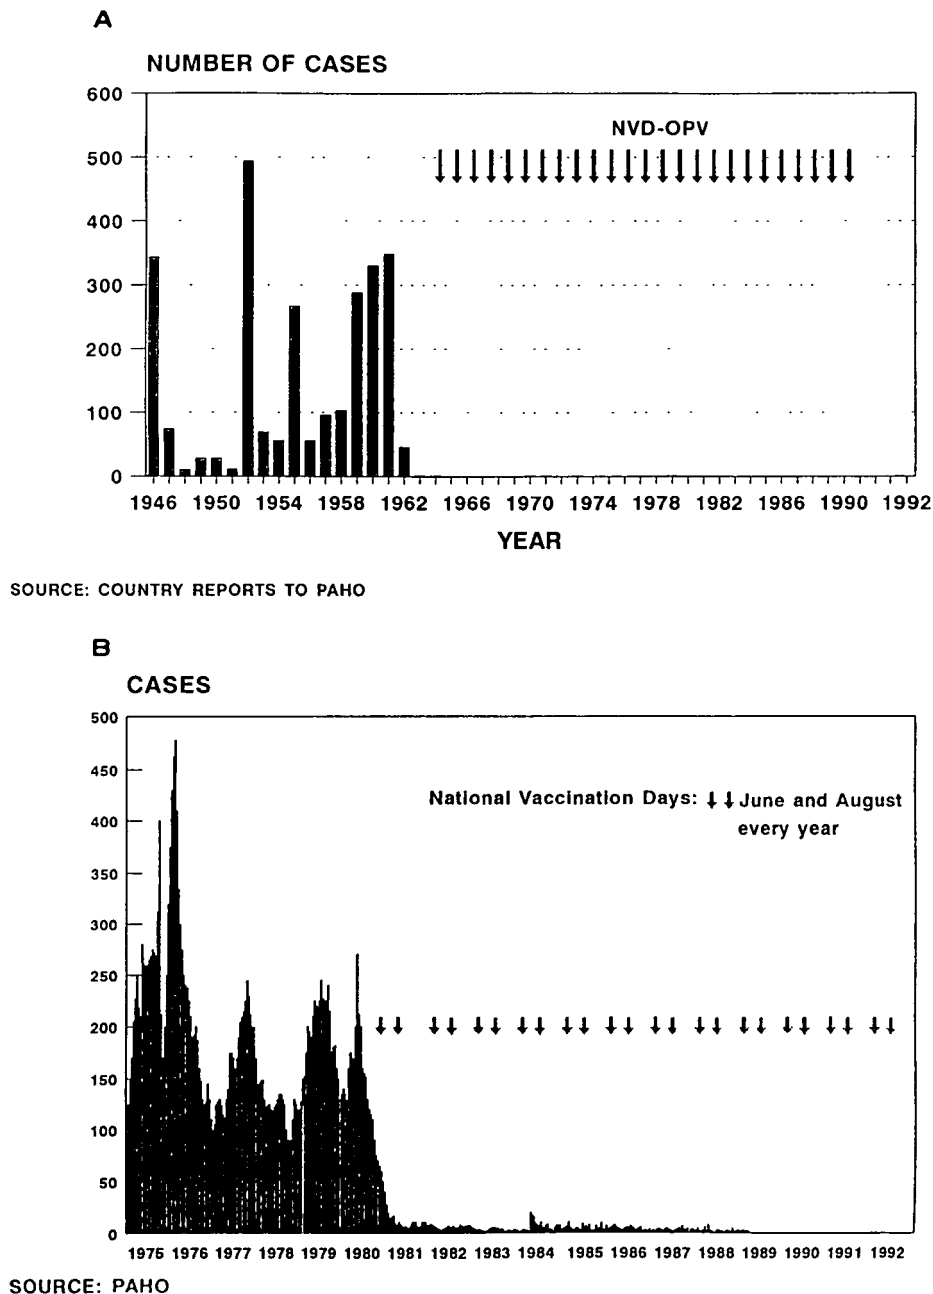 A
NUMBER OF CASES
600
NVD-OPV
500
400
300
200
100
0
1946 1950 1954 1958 1962 1966 1970 1974 1978 1982 1986 1990 1992
YEAR
SOURCE: COUNTRY REPORTS TO PAHO
B
CASES
500
450
National Vaccination Days: ↓↓ June and August
every year
400
350
300
250
200
150
100
50
0
1975 1976 1977 1978 1979 1980 1981 1982 1983 1984 1985 1986 1987 1988 1989 1990 1991 1992
SOURCE: PAHO